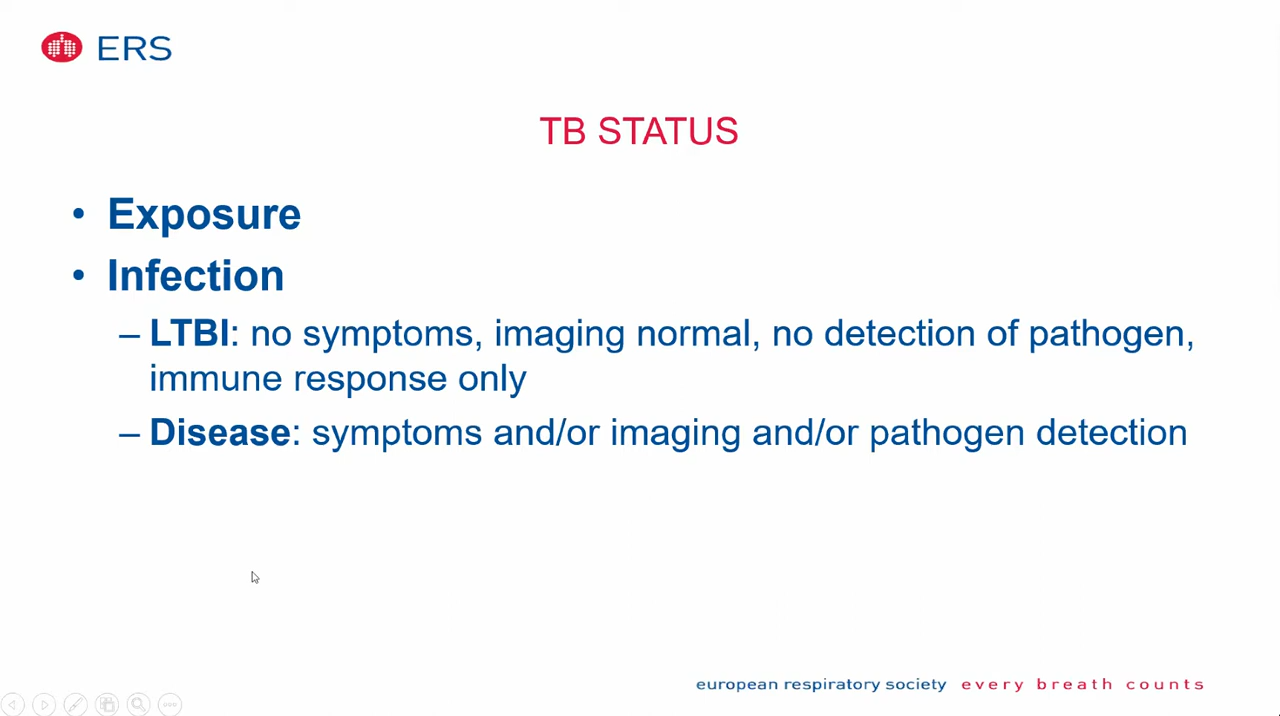 ERS
TB STATUS
• Exposure
• Infection
– LTBI: no symptoms, imaging normal, no detection of pathogen,
immune response only
– Disease: symptoms and/or imaging and/or pathogen detection
european respiratory society every breath counts